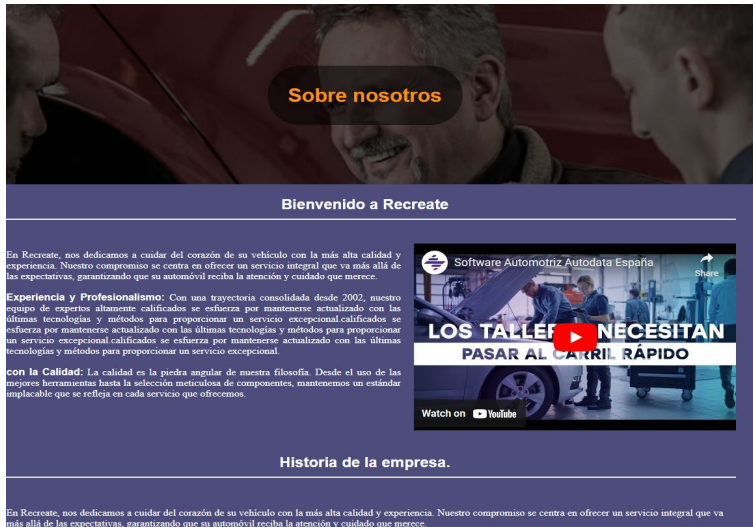 Sobre nosotros
Bienvenido a Recreate
En Recreate, nos dedicamos a cuidar del corazón de su vehículo con la más alta calidad y
experiencia. Nuestro compromiso se centra en ofrecer un servicio integral que va más allá de
las expectativas, garantizando que su automóvil reciba la atención y cuidado que merece.
Experiencia y Profesionalismo: Con una trayectoria consolidada desde 2002, nuestro
equipo de expertos altamente calificados se esfuerza por mantenerse actualizado con las
últimas tecnologías y métodos para proporcionar un servicio excepcional.calificados se
esfuerza por mantenerse actualizado con las últimas tecnologías y métodos para proporcionar
un servicio excepcional.calificados se esfuerza por mantenerse actualizado con las últimas
tecnologías y métodos para proporcionar un servicio excepcional.
con la Calidad: La calidad es la piedra angular de nuestra filosofía. Desde el uso de las
mejores herramientas hasta la selección meticulosa de componentes, mantenemos un estándar
implacable que se refleja en cada servicio que ofrecemos.
Software Automotriz Autodata España
Share
LOS TALLERES NECESITAN
PASAR AL CARRIL RÁPIDO
Watch on YouTube
Historia de la empresa.
En Recreate, nos dedicamos a cuidar del corazón de su vehículo con la más alta calidad y experiencia. Nuestro compromiso se centra en ofrecer un servicio integral que va
más allá de las expectativas, garantizando que su automóvil reciba la atención y cuidado que merece.